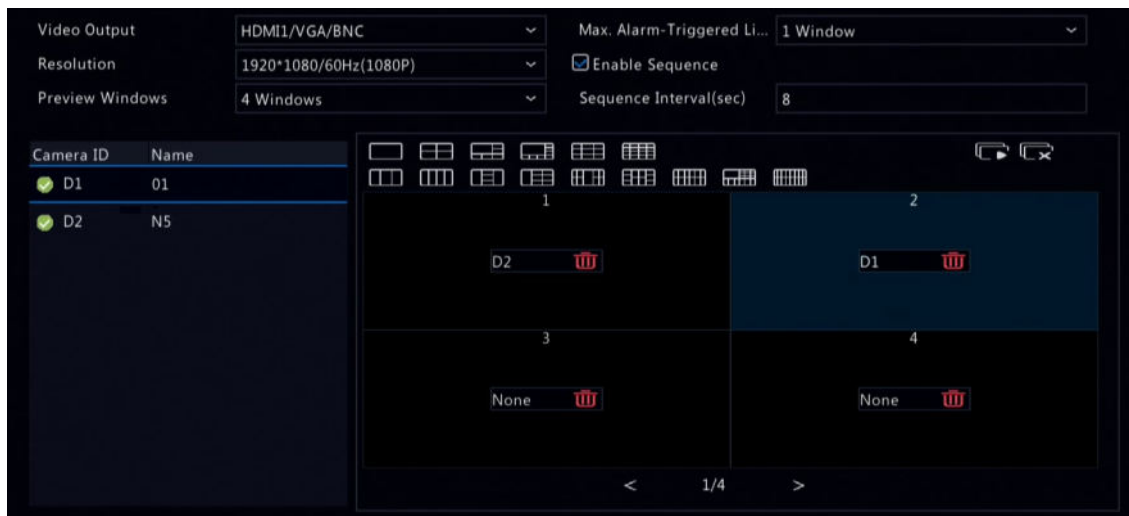 Video Output HDMI1/VGA/BNC Max. Alarm-Triggered Li... 1 Window
Resolution 1920*1080/60Hz(1080P) Enable Sequence
Preview Windows 4 Windows Sequence Interval(sec) 8
Camera ID Name
D1 01
D2 N5
1 2
D2 D1
3 4
None None
< 1/4 >